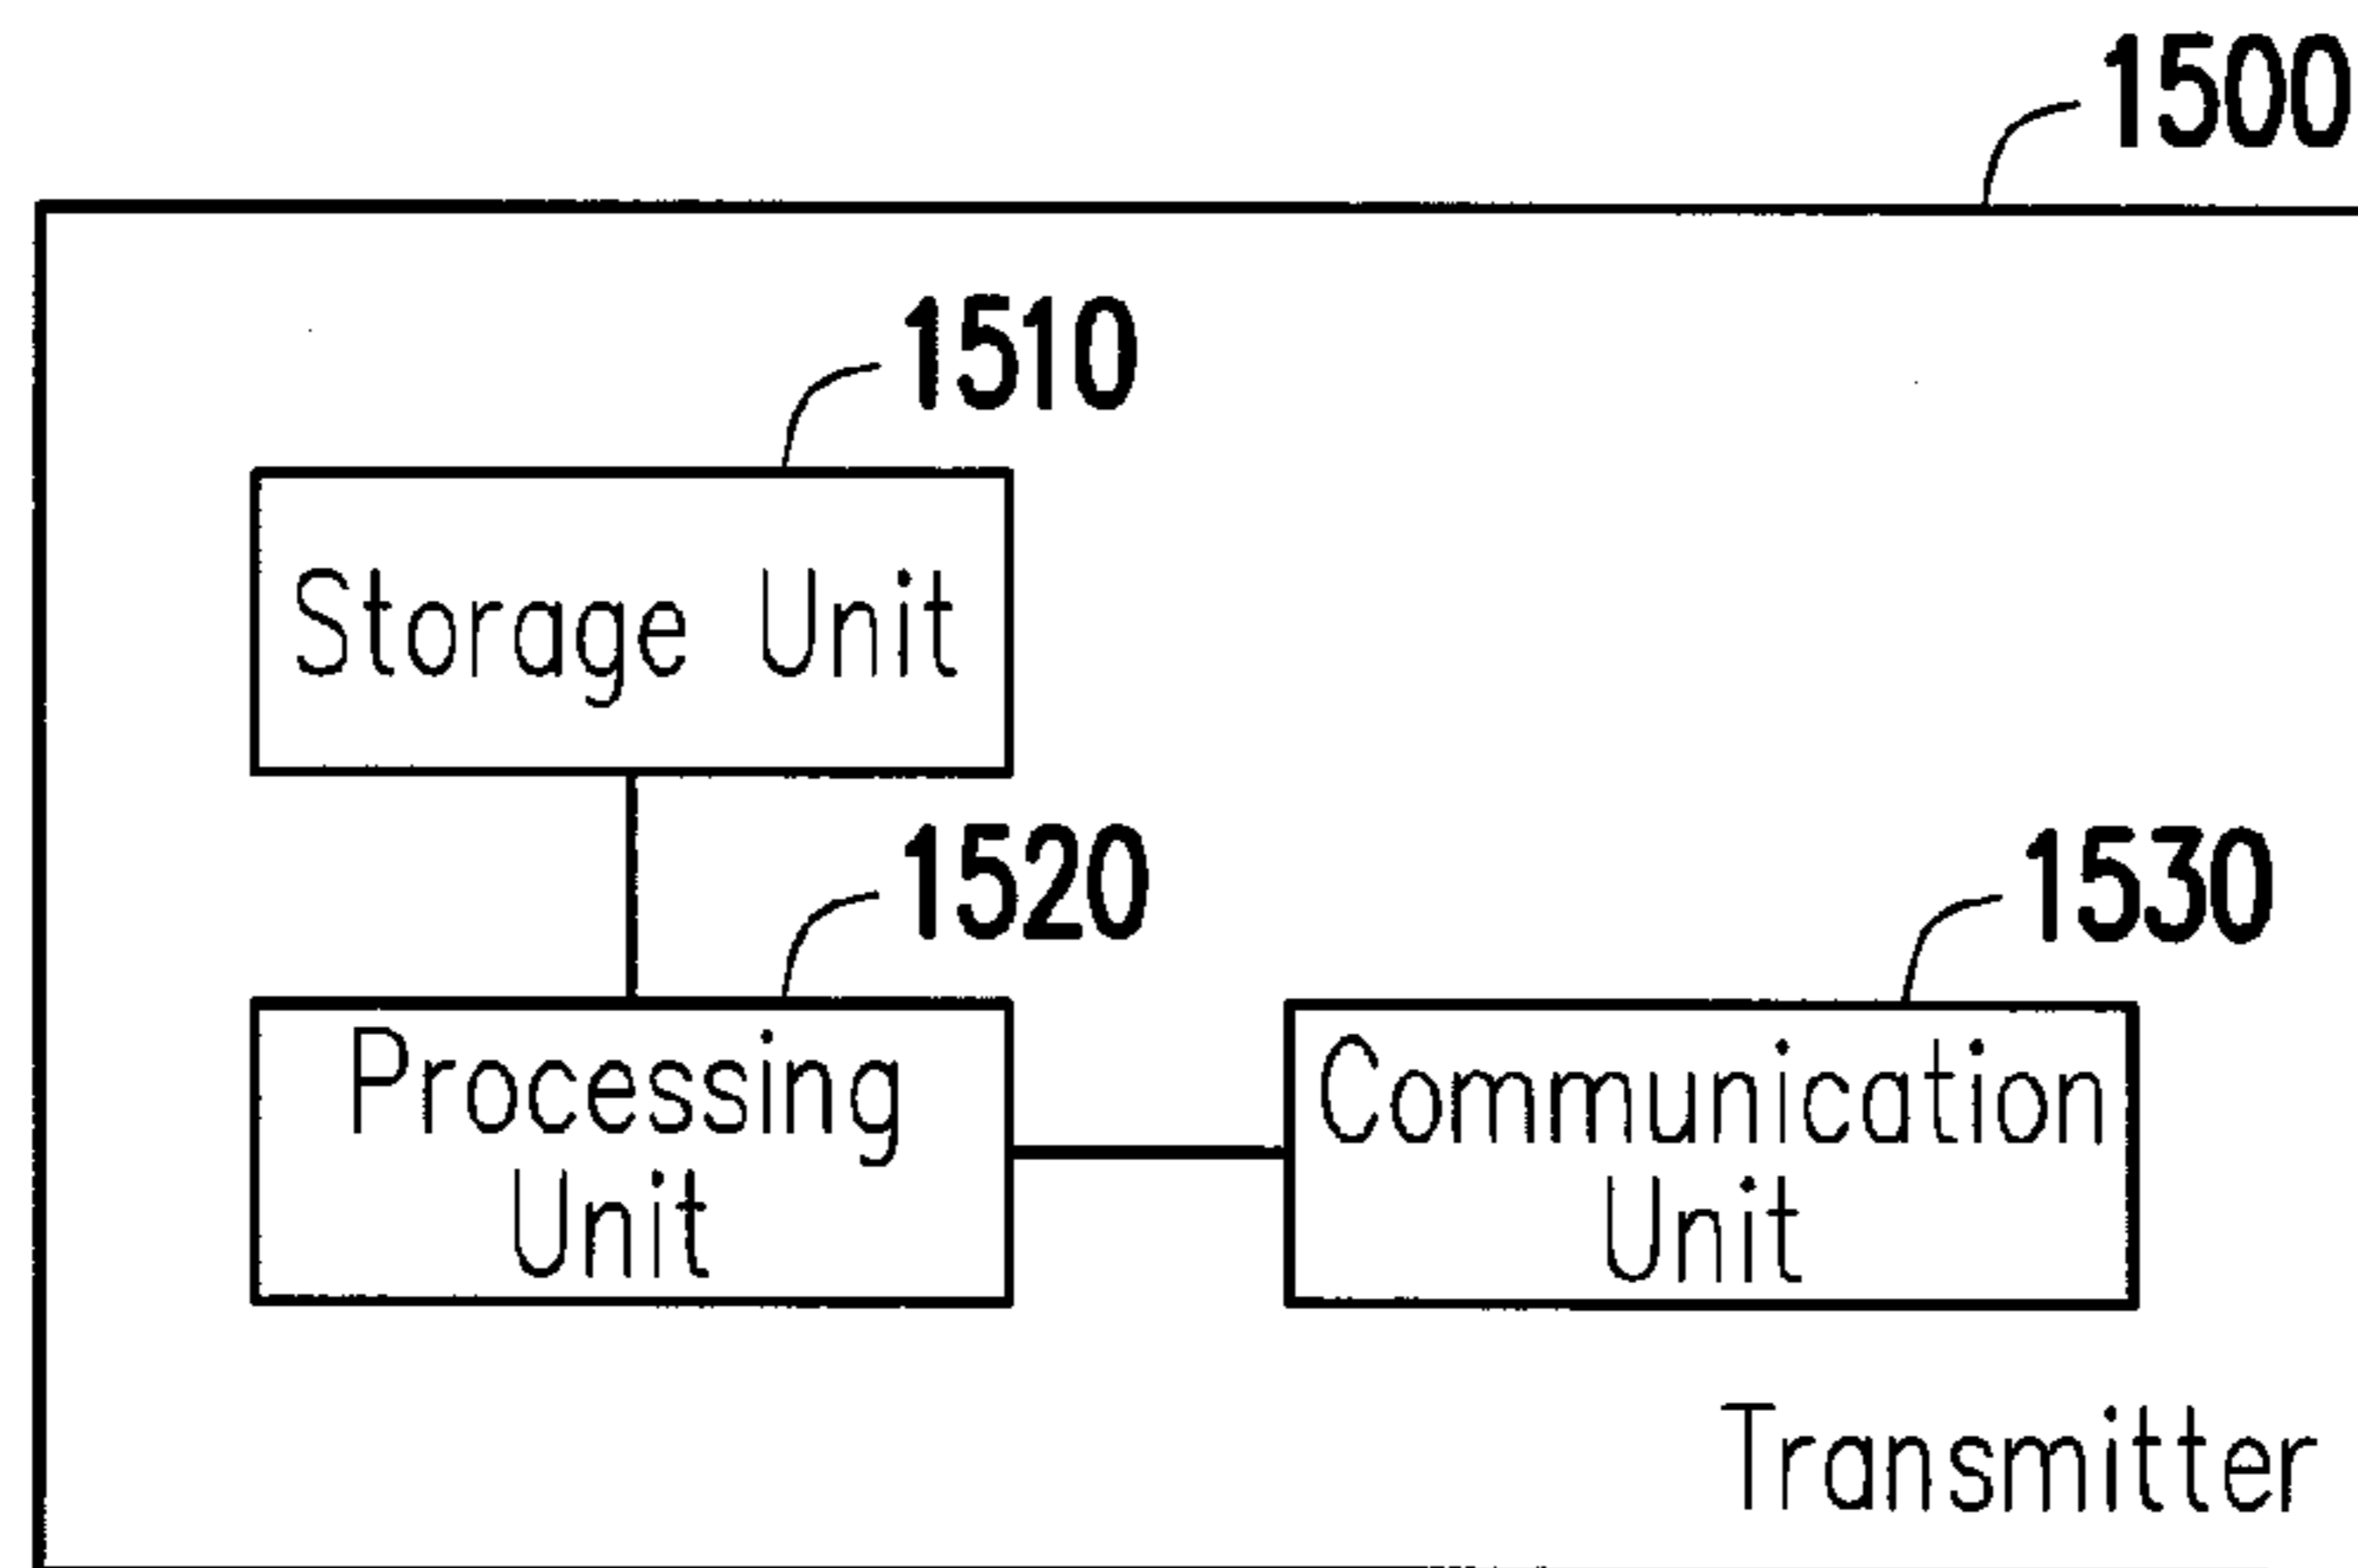 1500
1510
Storage Unit
1520
1530
Processing
Unit
Communication
Unit
Transmitter